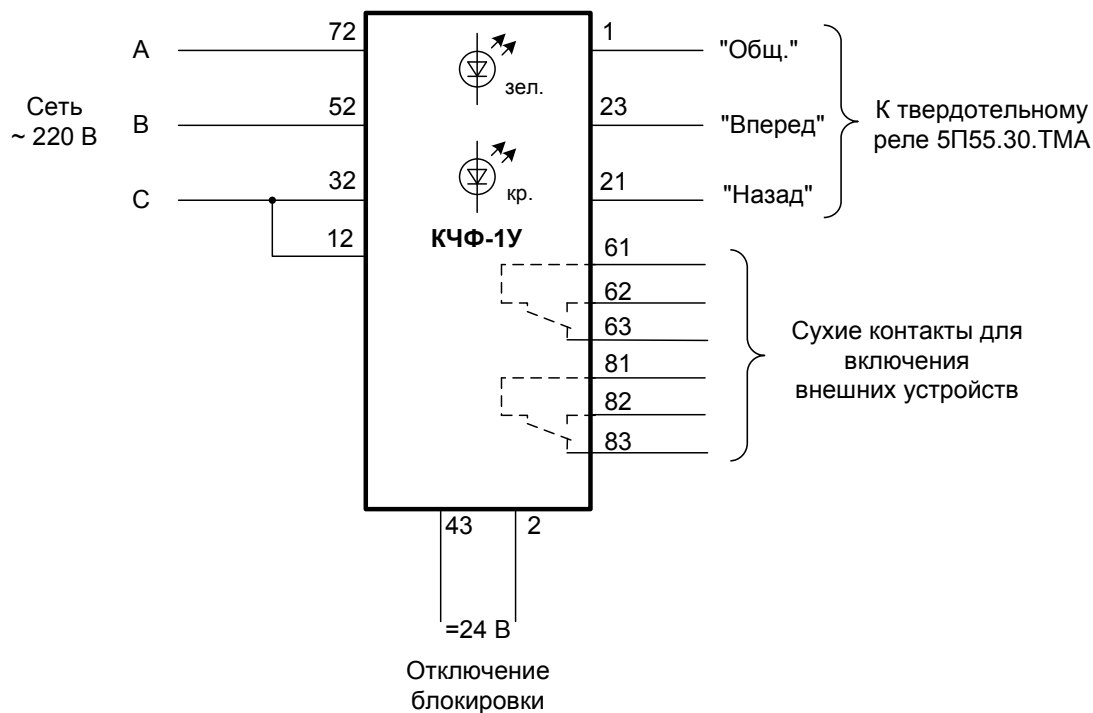 72
1
А
"Общ."
зел.
Сеть
~ 220 В
52
23
В
"Вперед"
К твердотельному
реле 5П55.30.ТМА
32
21
С
кр.
"Назад"
12
КЧФ-1У
61
62
63
Сухие контакты для
включения
внешних устройств
81
82
83
43
2
=24 В
Отключение
блокировки